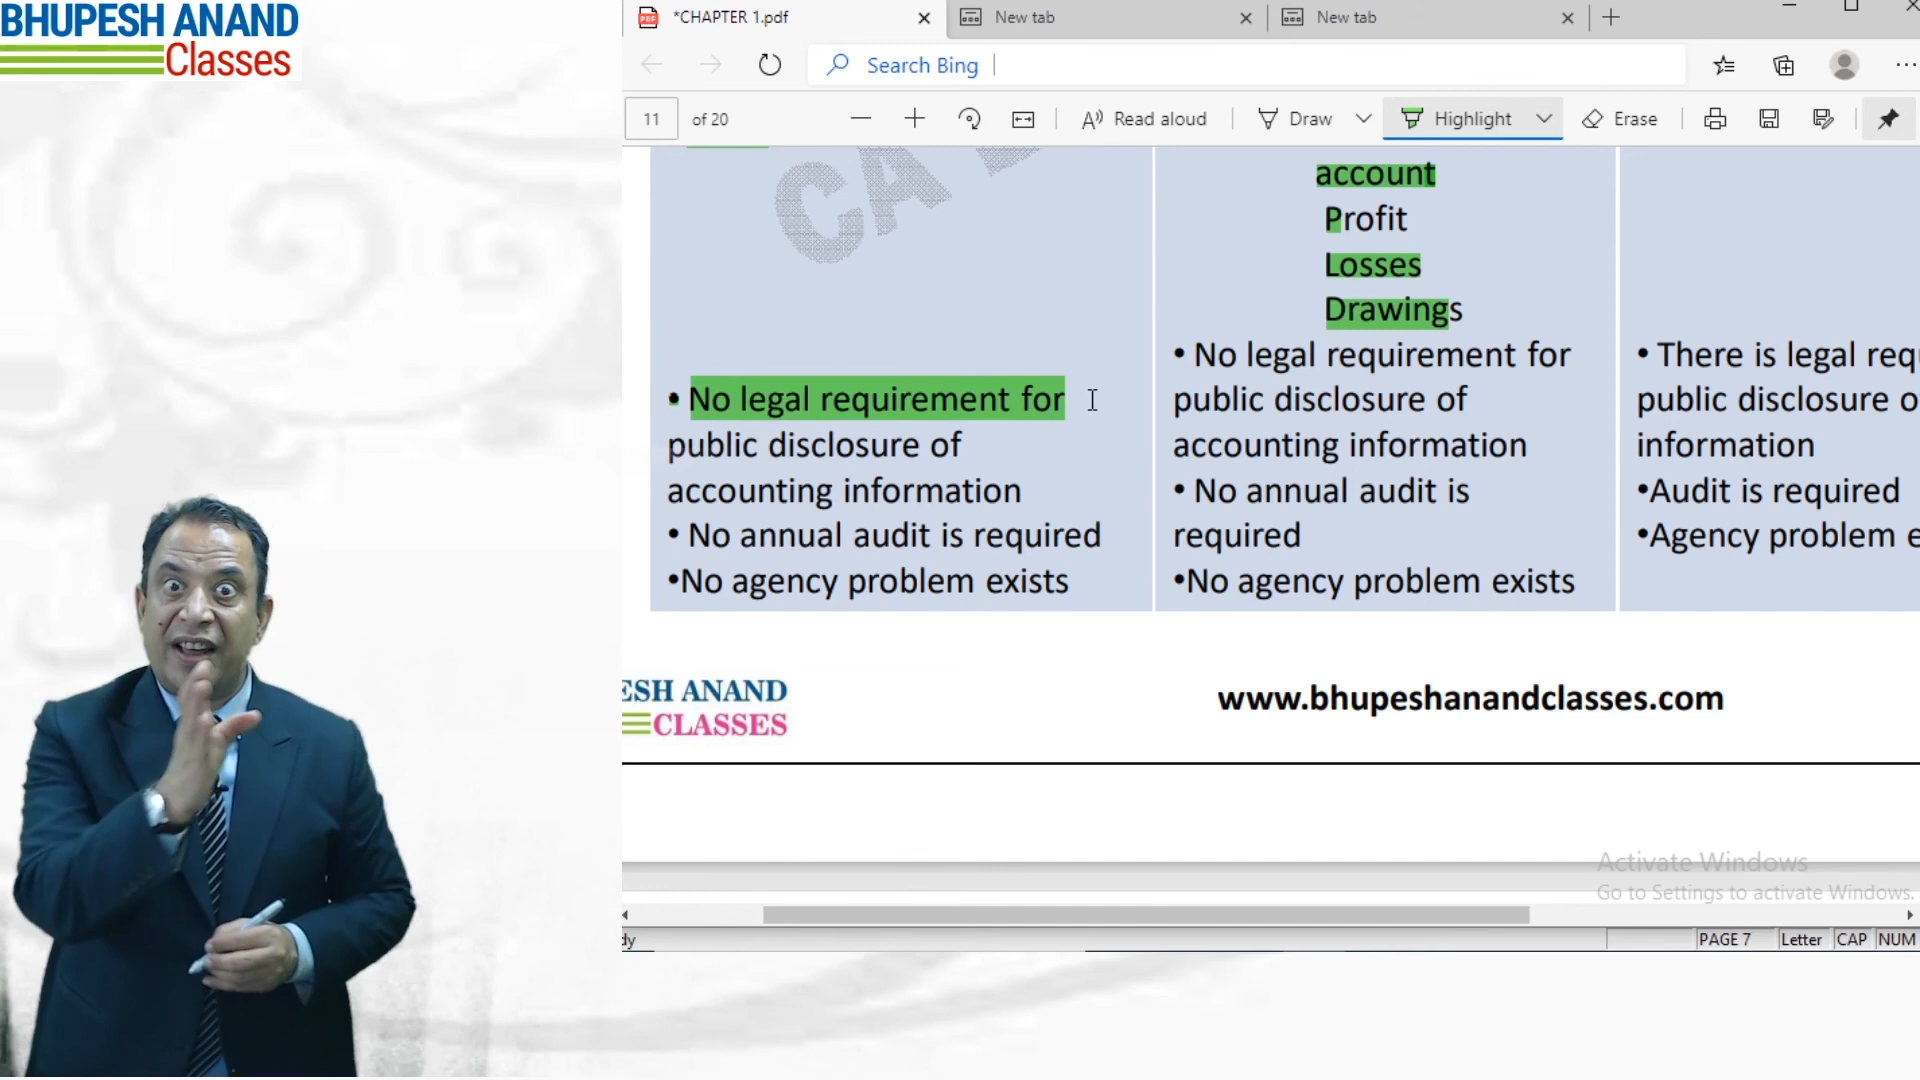 BHUPESH ANAND
Classes
*CHAPTER 1.pdf
New tab
New tab
Search Bing
11 of 20
Read aloud
Draw
Highlight
Erase
CA
account
Profit
Losses
Drawings
• No legal requirement for
public disclosure of
accounting information
• No annual audit is required
•No agency problem exists
• No legal requirement for
public disclosure of
accounting information
• No annual audit is
required
•No agency problem exists
• There is legal req
public disclosure o
information
•Audit is required
•Agency problem e
ESH ANAND
CLASSES
www.bhupeshanandclasses.com
Activate Windows
Go to Settings to activate Windows.
dy
PAGE 7
Letter
CAP
NUM